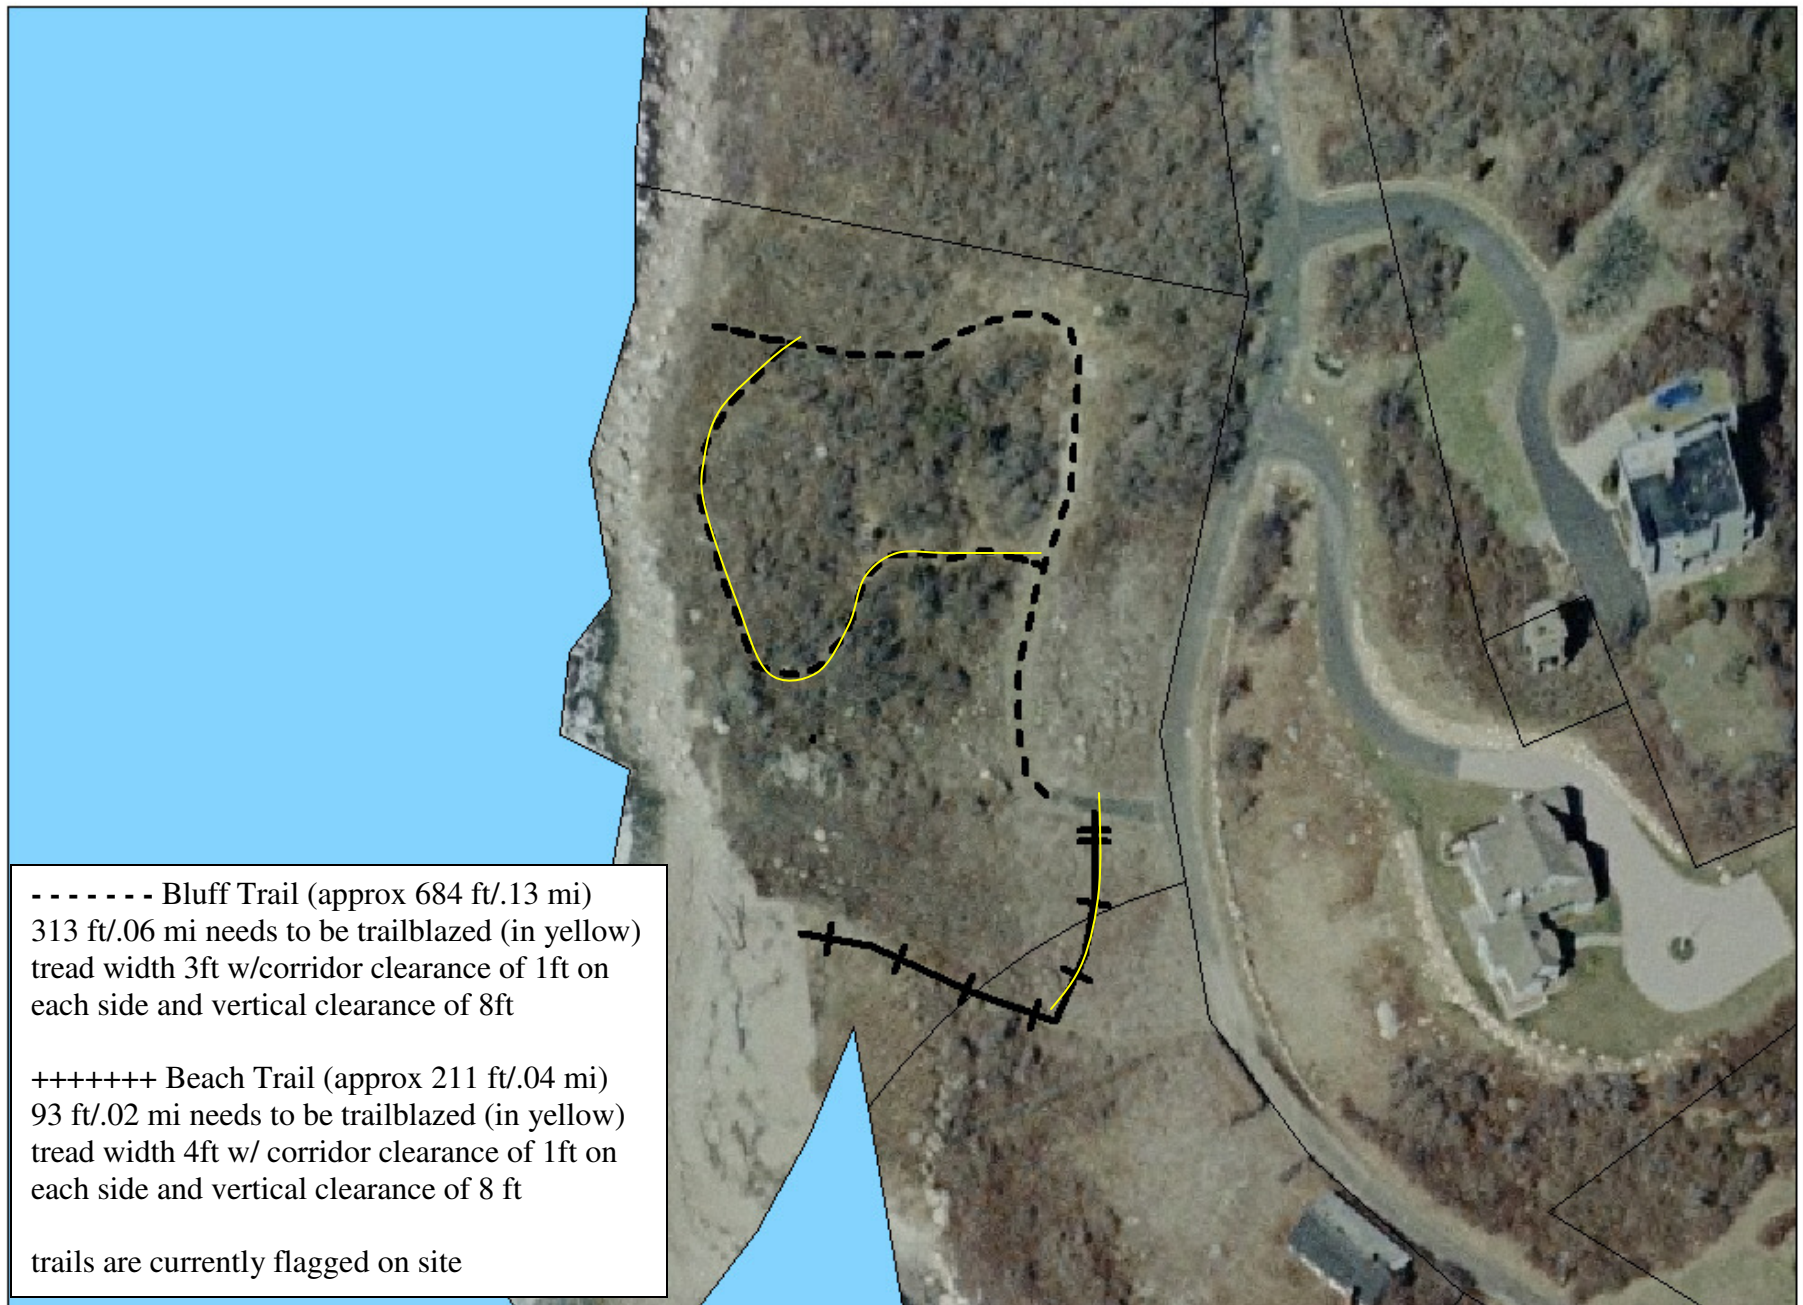 - - - - - - - Bluff Trail (approx 684 ft/.13 mi)
313 ft/.06 mi needs to be trailblazed (in yellow)
tread width 3ft w/corridor clearance of 1ft on
each side and vertical clearance of 8ft
+++++++ Beach Trail (approx 211 ft/.04 mi)
93 ft/.02 mi needs to be trailblazed (in yellow)
tread width 4ft w/ corridor clearance of 1ft on
each side and vertical clearance of 8 ft
trails are currently flagged on site